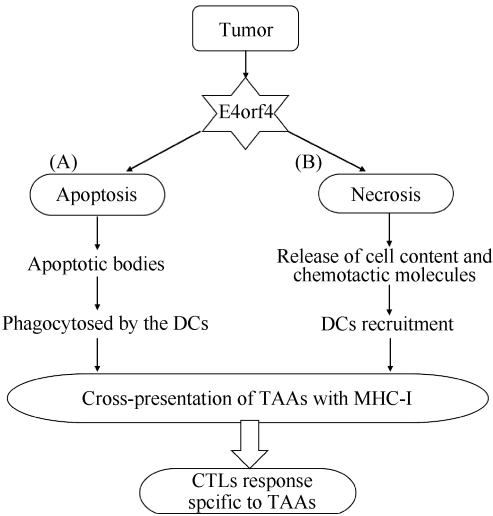 Tumor
E4orf4
(A)
(B)
Apoptosis
Necrosis
Apoptotic bodies
Release of cell content and
chemotactic molecules
Phagocytosed by the DCs
DCs recruitment
Cross-presentation of TAAs with MHC-I
CTLs response
spcific to TAAs